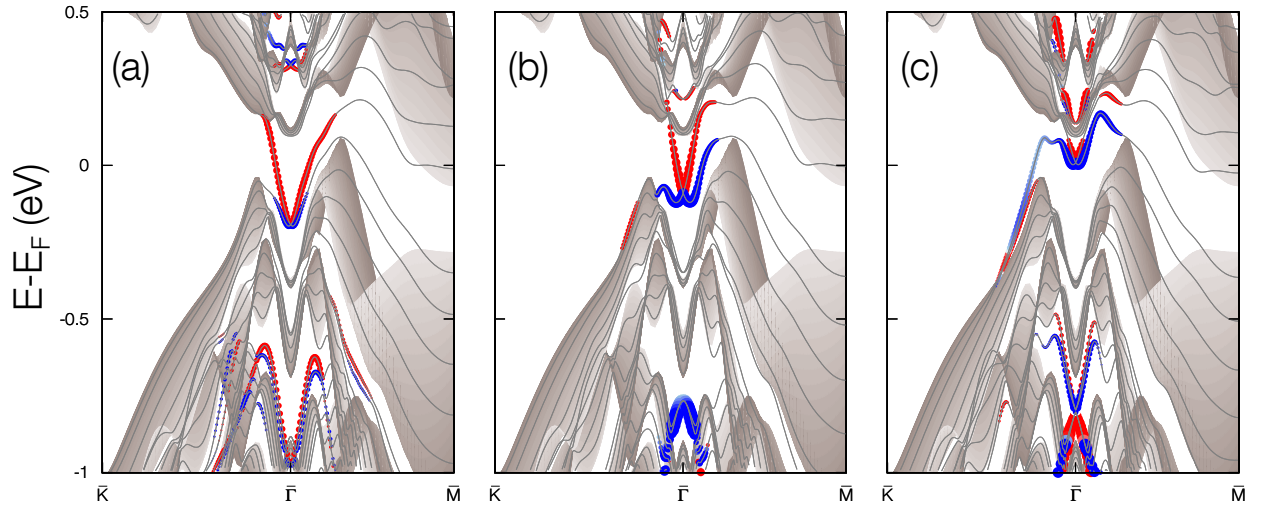 (a) (b) (c)
E-E_F (eV)
0.5
0
-0.5
-1
K̄ Γ̄ M̄ K̄ Γ̄ M̄ K̄ Γ̄ M̄